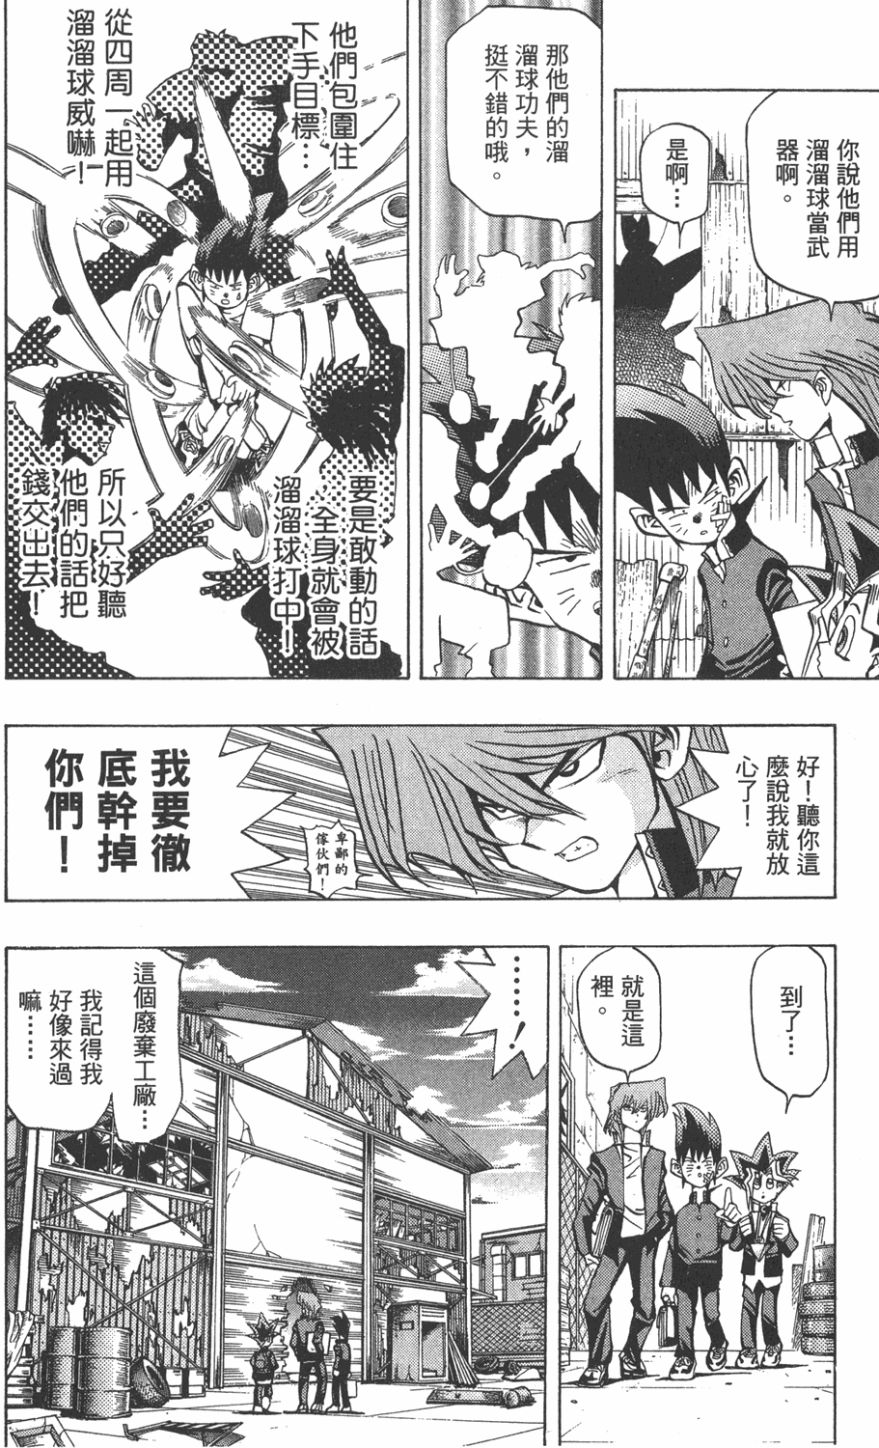 你說他們用
溜溜球當武
器啊。
是啊⋯
那他們的溜
溜球功夫，
挺不錯的哦。
他們包圍住
下手目標⋯
從四周一起用
溜溜球威嚇！
要是敢動的話
全身就會被
溜溜球打中！
所以只好聽
他們的話把
錢交出去！
好！聽你這
麼說我就放
心了！
卑鄙的
傢伙們！
我要徹
底幹掉
你們！
到了⋯
就是這
裡。
⋯⋯！
這個廢棄工廠⋯
我記得我
好像來過
嘛⋯⋯